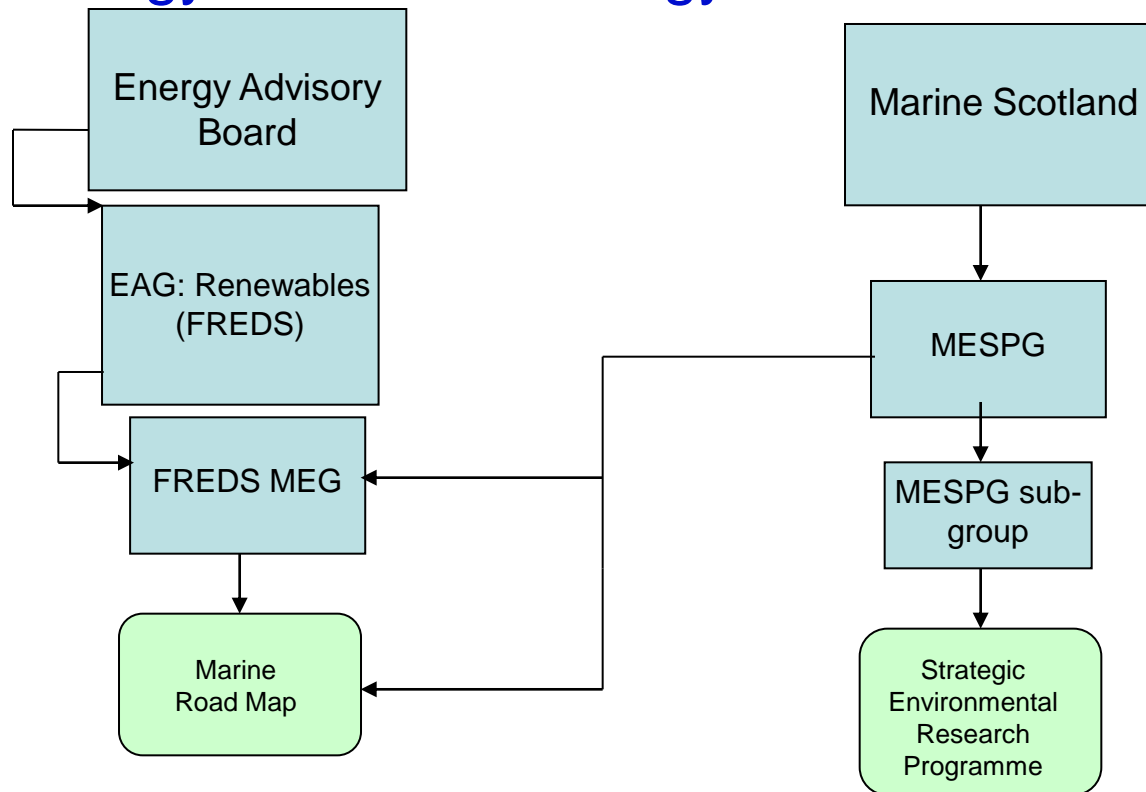 Energy Advisory
Board
Marine Scotland
EAG: Renewables
(FREDS)
MESPG
FREDS MEG
MESPG sub-
group
Marine
Road Map
Strategic
Environmental
Research
Programme